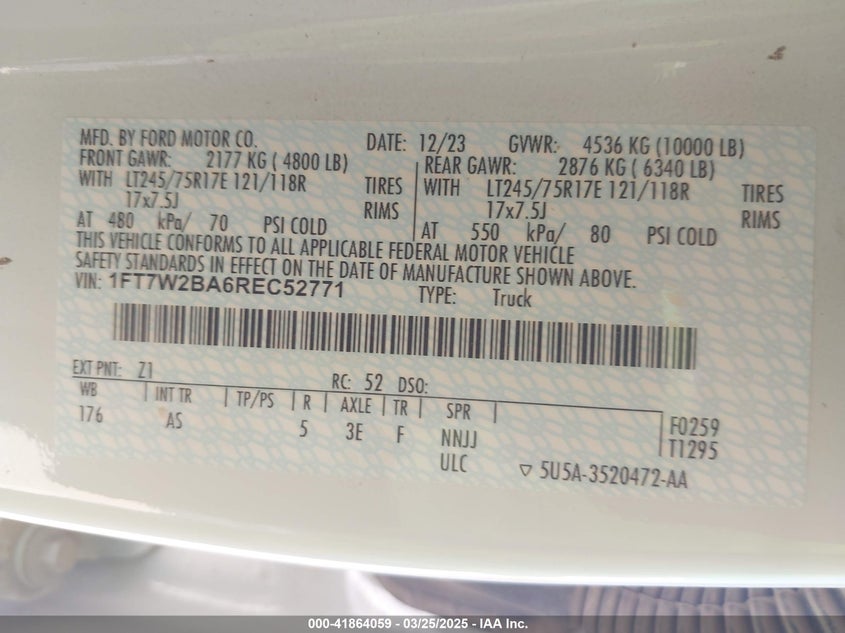 MFD. BY FORD MOTOR CO. DATE: 12/23 GVWR: 4536 KG (10000 LB)
FRONT GAWR: 2177 KG ( 4800 LB) REAR GAWR: 2876 KG ( 6340 LB)
WITH LT245/75R17E 121/118R TIRES WITH LT245/75R17E 121/118R TIRES
17x7.5J RIMS 17x7.5J RIMS
AT 480 kPa/ 70 PSI COLD AT 550 kPa/ 80 PSI COLD
THIS VEHICLE CONFORMS TO ALL APPLICABLE FEDERAL MOTOR VEHICLE
SAFETY STANDARDS IN EFFECT ON THE DATE OF MANUFACTURE SHOWN ABOVE.
VIN: 1FT7W2BA6REC52771 TYPE: Truck
EXT PNT: Z1 RC: 52 DSO:
WB INT TR TP/PS R AXLE TR SPR F0259
176 AS 5 3E F NNJJ T1295
ULC ▽ 5U5A-3520472-AA
000-41864059 - 03/25/2025 - IAA Inc.